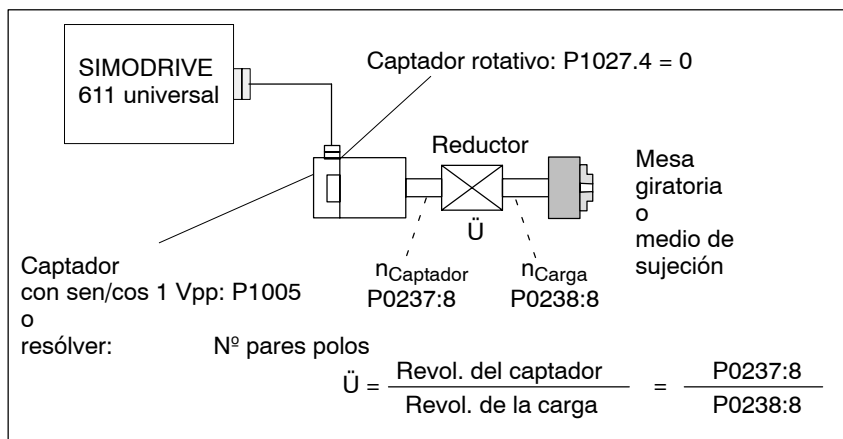 SIMODRIVE
611 universal
Captador rotativo: P1027.4 = 0
Reductor
Mesa
giratoria
o
medio de
sujeción
Ü
nCaptador
P0237:8
nCarga
P0238:8
Captador
con sen/cos 1 Vpp: P1005
o
resólver: Nº pares polos
Ü = Revol. del captador = P0237:8
Revol. de la carga P0238:8